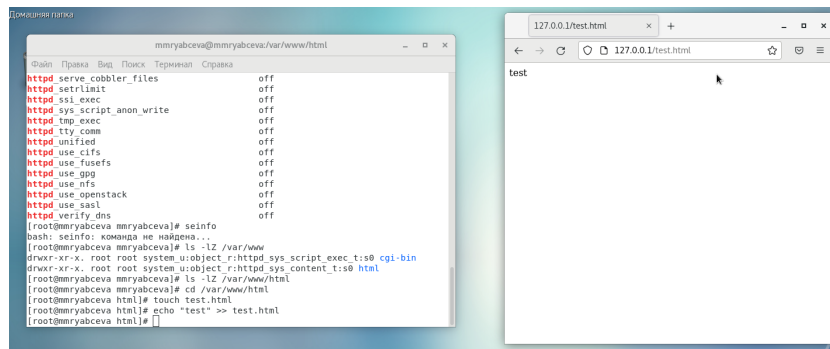 Домашняя папка
mmryabceva@mmryabceva:/var/www/html
Файл Правка Вид Поиск Терминал Справка
httpd_serve_cobbler_files off
httpd_setrlimit off
httpd_ssi_exec off
httpd_sys_script_anon_write off
httpd_tmp_exec off
httpd_tty_comm off
httpd_unified off
httpd_use_cifs off
httpd_use_fusefs off
httpd_use_gpg off
httpd_use_nfs off
httpd_use_openstack off
httpd_use_sasl off
httpd_verify_dns off
[root@mmryabceva mmryabceva]# seinfo
bash: seinfo: команда не найдена...
[root@mmryabceva mmryabceva]# ls -lZ /var/www
drwxr-xr-x. root root system_u:object_r:httpd_sys_script_exec_t:s0 cgi-bin
drwxr-xr-x. root root system_u:object_r:httpd_sys_content_t:s0 html
[root@mmryabceva mmryabceva]# ls -lZ /var/www/html
[root@mmryabceva mmryabceva]# cd /var/www/html
[root@mmryabceva html]# touch test.html
[root@mmryabceva html]# echo "test" >> test.html
[root@mmryabceva html]#
127.0.0.1/test.html
127.0.0.1/test.html
test